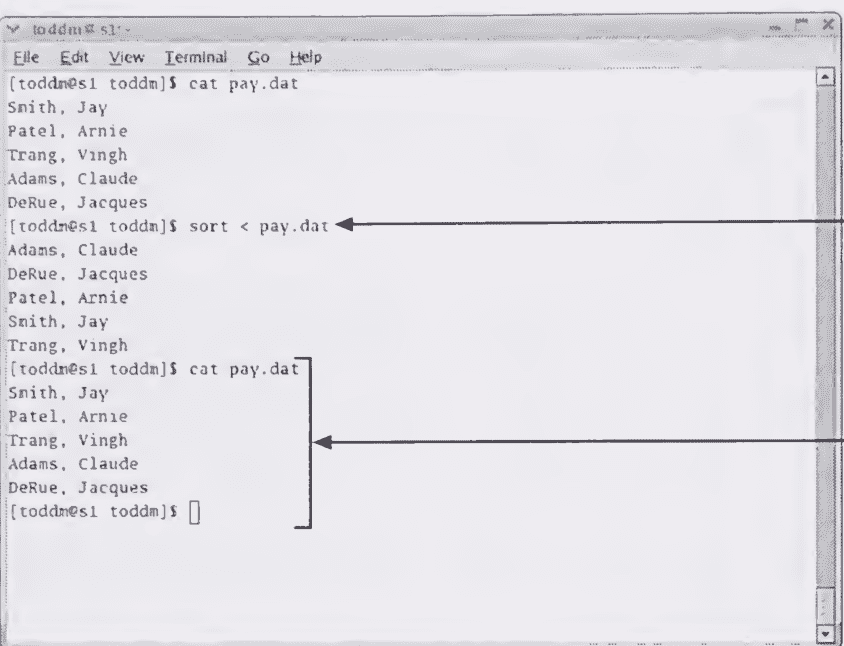 toddm@s1:~
File Edit View Terminal Go Help
[toddm@s1 toddm]$ cat pay.dat
Smith, Jay
Patel, Arnie
Trang, Vingh
Adams, Claude
DeRue, Jacques
[toddm@s1 toddm]$ sort < pay.dat
Adams, Claude
DeRue, Jacques
Patel, Arnie
Smith, Jay
Trang, Vingh
[toddm@s1 toddm]$ cat pay.dat
Smith, Jay
Patel, Arnie
Trang, Vingh
Adams, Claude
DeRue, Jacques
[toddm@s1 toddm]$